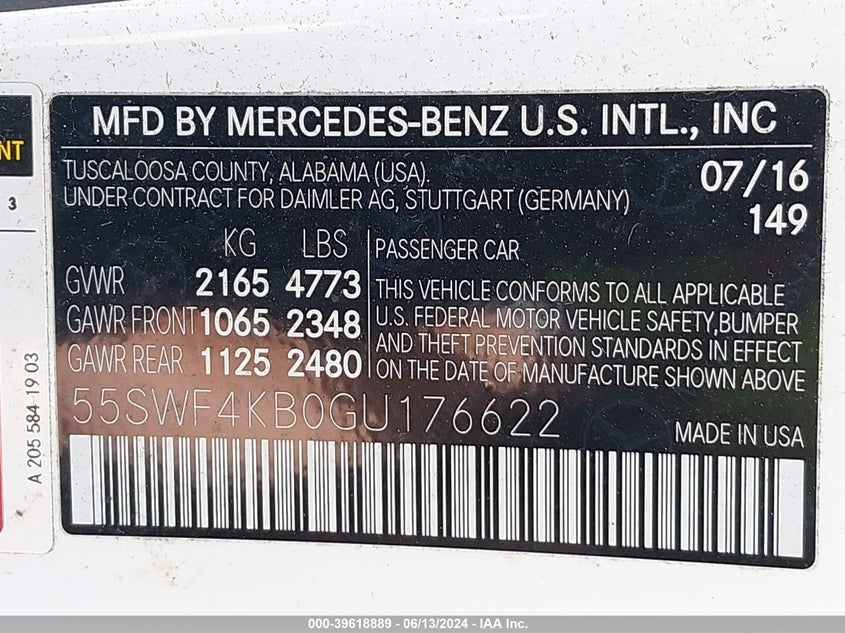 MFD BY MERCEDES-BENZ U.S. INTL., INC
TUSCALOOSA COUNTY, ALABAMA (USA).
UNDER CONTRACT FOR DAIMLER AG, STUTTGART (GERMANY)
07/16
149
KG LBS
GVWR 2165 4773
GAWR FRONT 1065 2348
GAWR REAR 1125 2480
PASSENGER CAR
THIS VEHICLE CONFORMS TO ALL APPLICABLE
U.S. FEDERAL MOTOR VEHICLE SAFETY, BUMPER
AND THEFT PREVENTION STANDARDS IN EFFECT
ON THE DATE OF MANUFACTURE SHOWN ABOVE
55SWF4KB0GU176622
MADE IN USA
NT
3
A 205 584 19 03
000-39618889 - 06/13/2024 - IAA Inc.